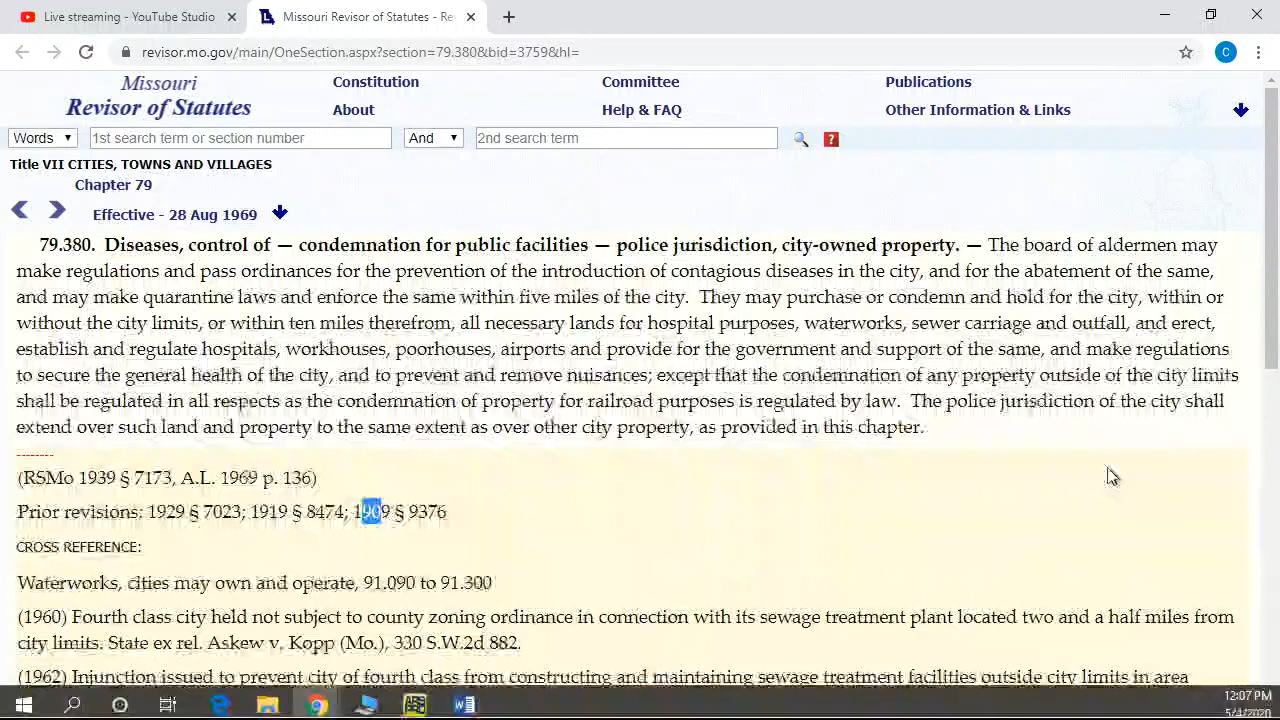 Live streaming - YouTube Studio
Missouri Revisor of Statutes - Re
revisor.mo.gov/main/OneSection.aspx?section=79.380&bid=3759&hl=
C
Missouri
Revisor of Statutes
Constitution
Committee
Publications
About
Help & FAQ
Other Information & Links
Words
1st search term or section number
And
2nd search term
?
Title VII CITIES, TOWNS AND VILLAGES
Chapter 79
Effective - 28 Aug 1969
79.380. Diseases, control of — condemnation for public facilities — police jurisdiction, city-owned property. — The board of aldermen may
make regulations and pass ordinances for the prevention of the introduction of contagious diseases in the city, and for the abatement of the same,
and may make quarantine laws and enforce the same within five miles of the city. They may purchase or condemn and hold for the city, within or
without the city limits, or within ten miles therefrom, all necessary lands for hospital purposes, waterworks, sewer carriage and outfall, and erect,
establish and regulate hospitals, workhouses, poorhouses, airports and provide for the government and support of the same, and make regulations
to secure the general health of the city, and to prevent and remove nuisances; except that the condemnation of any property outside of the city limits
shall be regulated in all respects as the condemnation of property for railroad purposes is regulated by law. The police jurisdiction of the city shall
extend over such land and property to the same extent as over other city property, as provided in this chapter.
--------
(RSMo 1939 § 7173, A.L. 1969 p. 136)
Prior revisions: 1929 § 7023; 1919 § 8474; 1909 § 9376
CROSS REFERENCE:
Waterworks, cities may own and operate, 91.090 to 91.300
(1960) Fourth class city held not subject to county zoning ordinance in connection with its sewage treatment plant located two and a half miles from
city limits. State ex rel. Askew v. Kopp (Mo.), 330 S.W.2d 882.
(1962) Injunction issued to prevent city of fourth class from constructing and maintaining sewage treatment facilities outside city limits in area
12:07 PM
5/4/2020